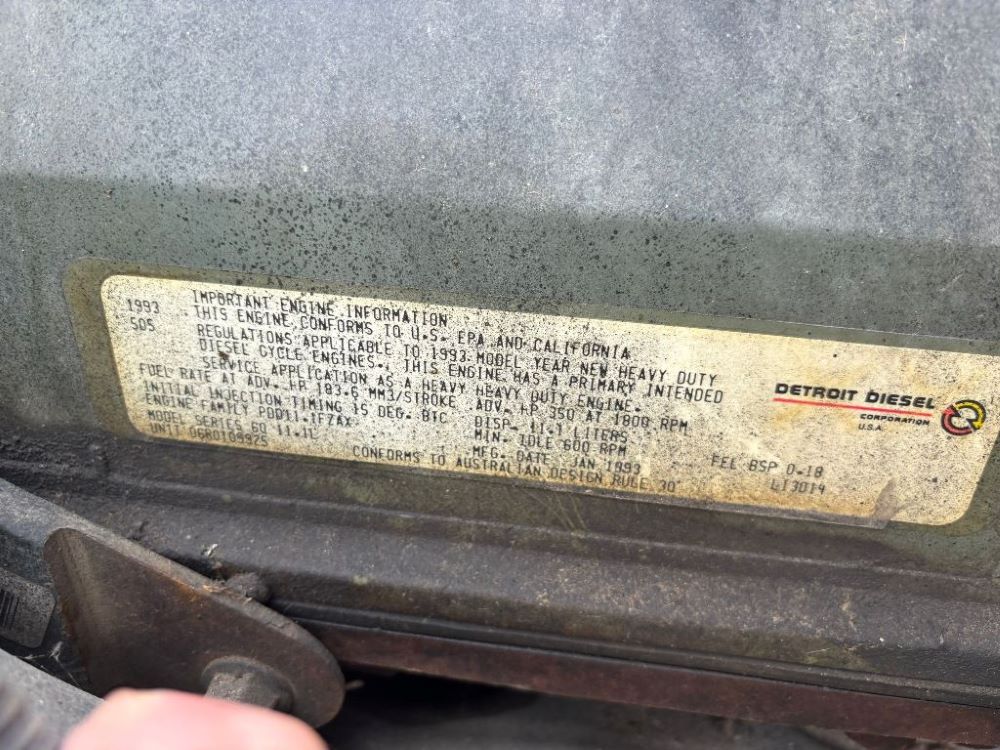 IMPORTANT ENGINE INFORMATION
1993 THIS ENGINE CONFORMS TO U.S. EPA AND CALIFORNIA
50S REGULATIONS APPLICABLE TO 1993 MODEL YEAR NEW HEAVY DUTY
DIESEL CYCLE ENGINES. THIS ENGINE HAS A PRIMARY INTENDED
SERVICE APPLICATION AS A HEAVY HEAVY DUTY ENGINE.
FUEL RATE AT ADV. HP 183.6 MM3/STROKE ADV. HP 350 AT 1800 RPM
INITIAL INJECTION TIMING 15 DEG. BTC DISP. 11.1 LITERS
ENGINE FAMILY PDD11.1FZAX MIN. IDLE 600 RPM
MODEL SERIES 60 11.1L MFG. DATE JAN 1993 FEL BSP 0.18
UNIT 06R0109975 CONFORMS TO AUSTRALIAN DESIGN RULE 30 L13014
DETROIT DIESEL
CORPORATION
U.S.A.